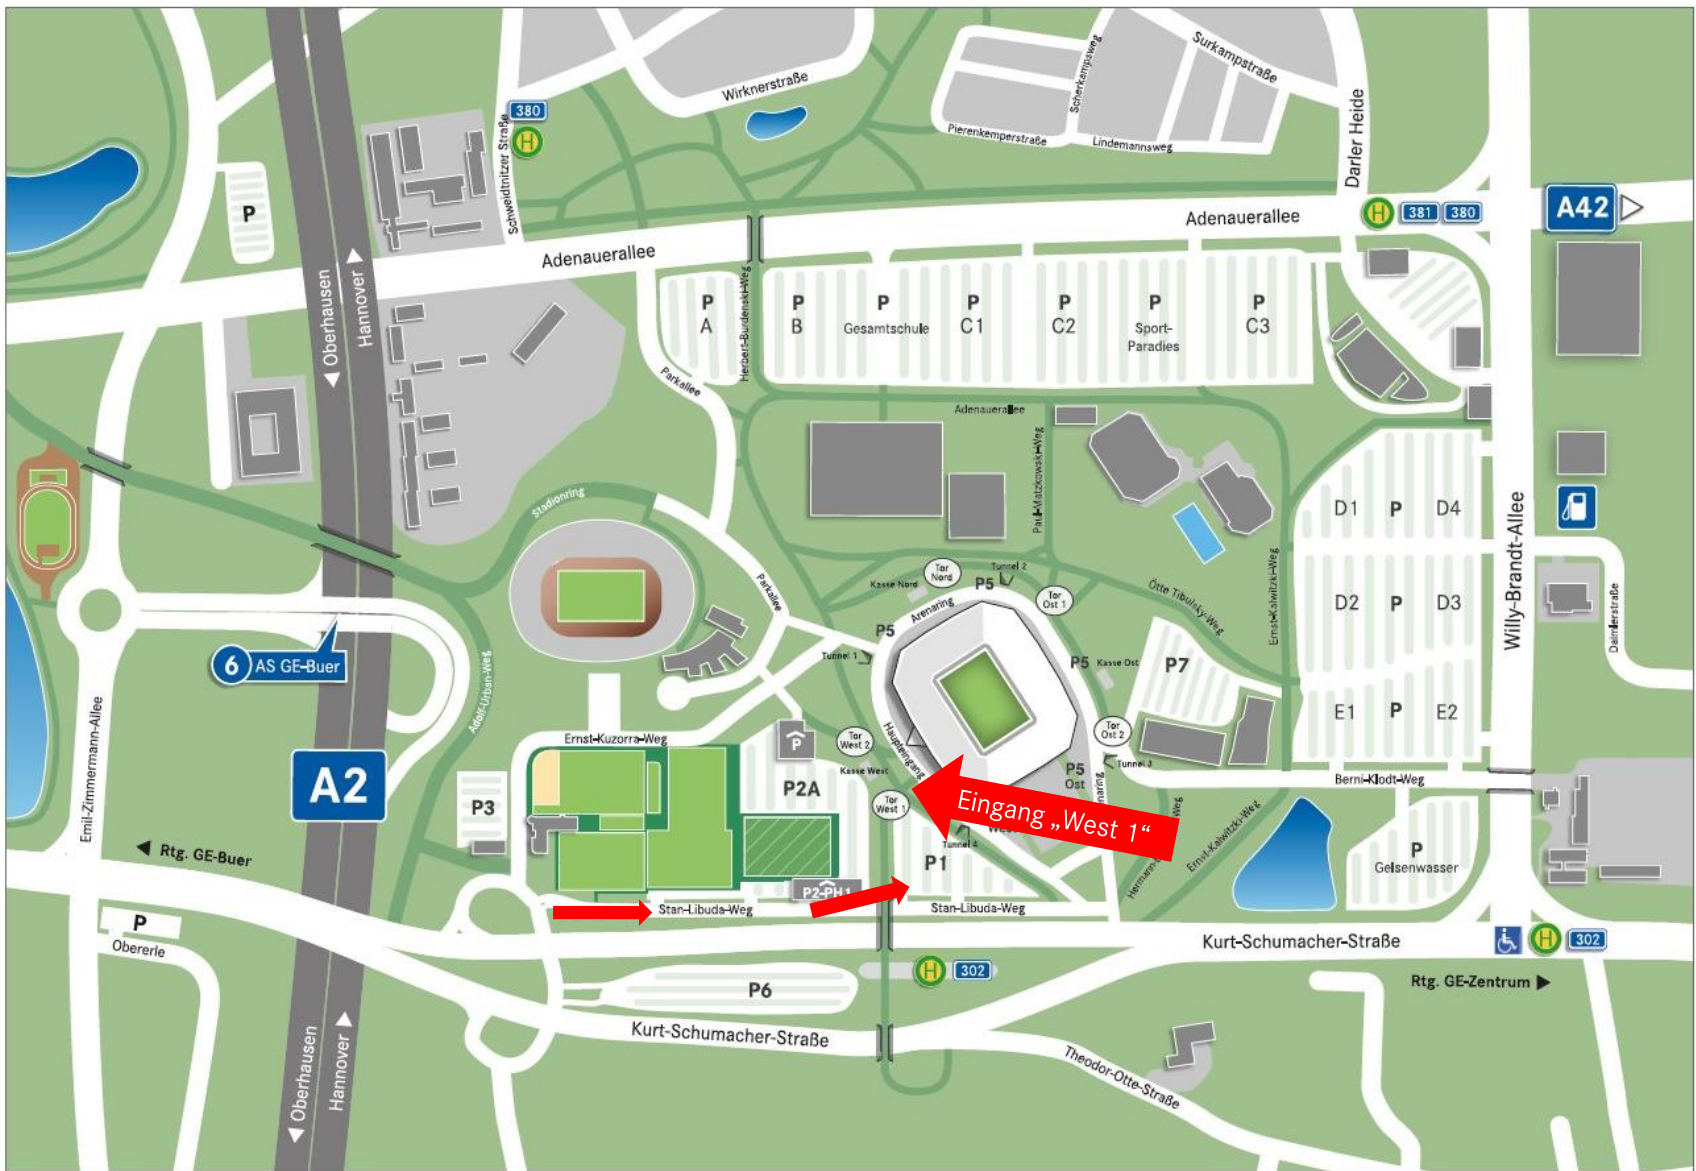 Surkampstraße
Scherkampsweg
Wirknerstraße
380
H
Schweidtnitzer Straße
Pierenkemperstraße
Lindemannsweg
Darler Heide
P
Adenauerallee
H
381
380
A42
Adenauerallee
Oberhausen
Hannover
P
A
Herbert-Burdenski-Weg
P
B
P
Gesamtschule
P
C1
P
C2
P
Sport-
Paradies
P
C3
Parkallee
Adenauerallee
Paul-Matzkowski-Weg
Stadionring
D1
P
D4
Willy-Brandt-Allee
Ernst-Kalwitzki-Weg
Kasse Nord
Tor
Nord
Tunnel 2
P5
Tor
Ost 1
Otte Tibulsky-Weg
Parkallee
Arenaring
D2
P
D3
Daimlerstraße
P5
Tunnel 1
P5
Kasse Ost
P7
6
AS GE-Buer
Adolf-Urban-Weg
Emil-Zimmermann-Allee
E1
P
E2
Ernst-Kuzorra-Weg
P
Tor
West 2
Haupteingang
Tor
Ost 2
Tunnel 3
Kasse West
P5
Ost
Berni-Klodt-Weg
A2
P2A
P3
Tor
West 1
Eingang „West 1“
Tunnel 4
P1
Ernst-Kalwitzki-Weg
Rtg. GE-Buer
P
Gelsenwasser
P2-PH1
Stan-Libuda-Weg
Stan-Libuda-Weg
P
Obererle
Kurt-Schumacher-Straße
H
302
H
302
P6
Rtg. GE-Zentrum
Kurt-Schumacher-Straße
Theodor-Otte-Straße
Oberhausen
Hannover